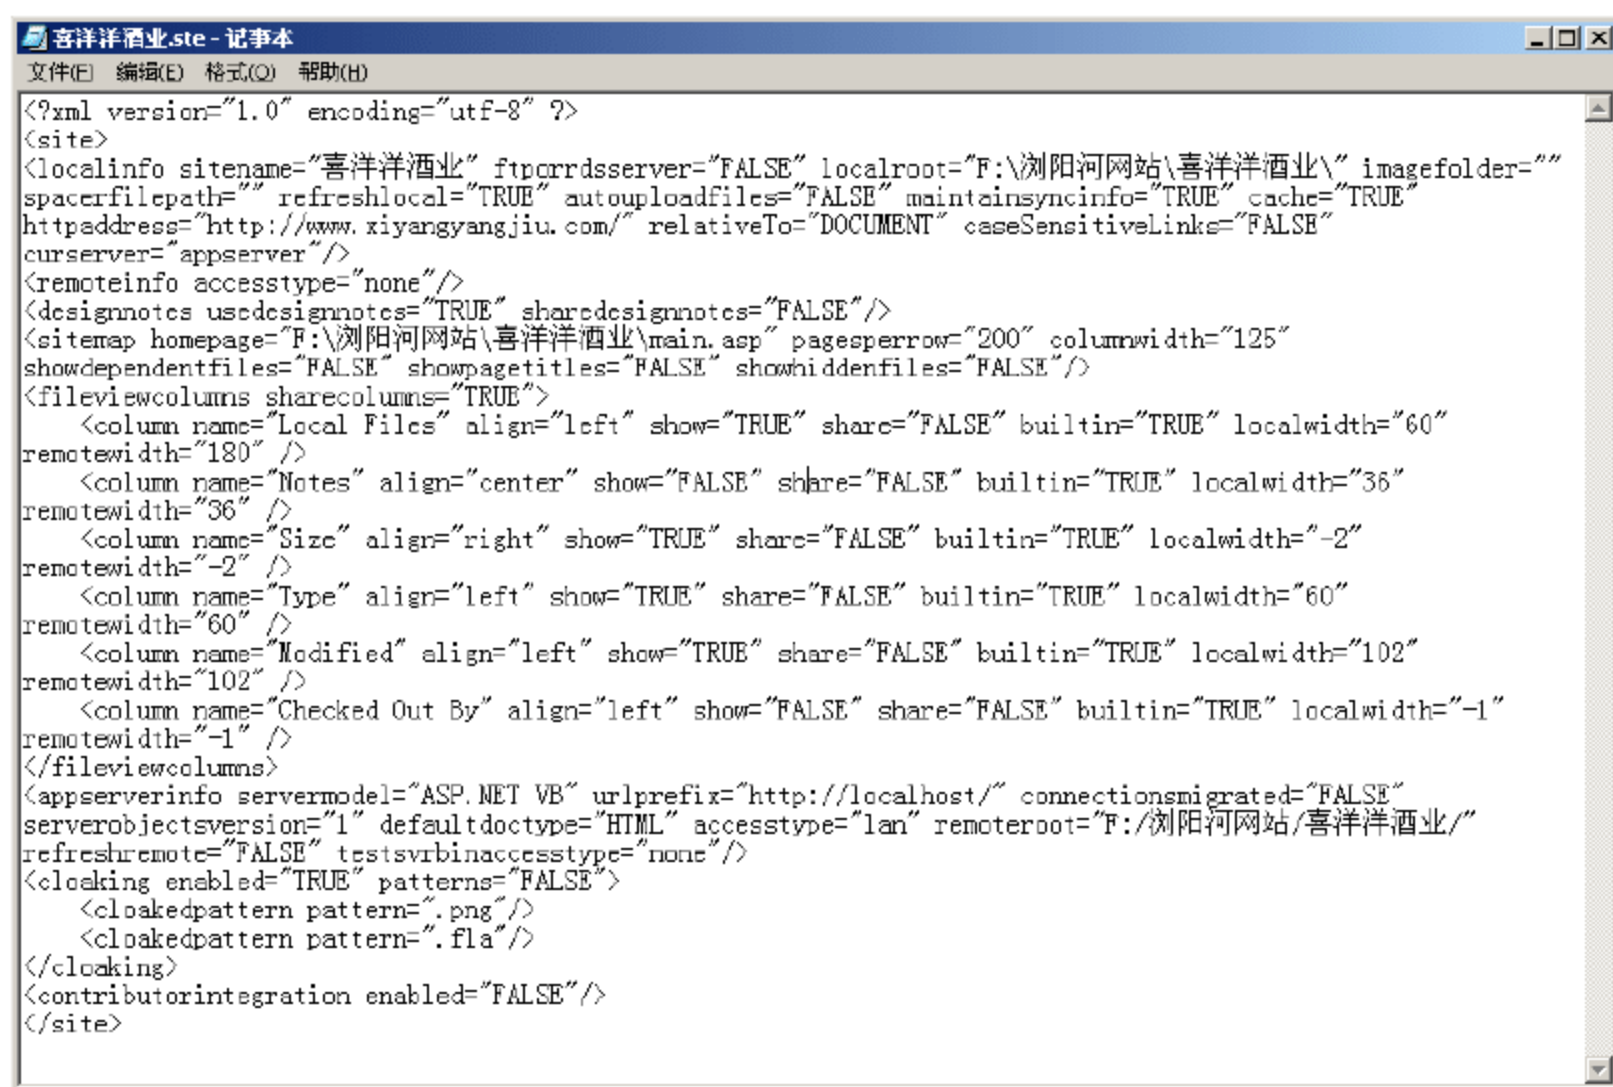 喜洋洋酒业.ste - 记事本
文件(F) 编辑(E) 格式(O) 帮助(H)
<?xml version="1.0" encoding="utf-8" ?>
<site>
<localinfo sitename="喜洋洋酒业" ftporrdsserver="FALSE" localroot="F:\浏阳河网站\喜洋洋酒业\" imagefolder=""
spacerfilepath="" refreshlocal="TRUE" autouploadfiles="FALSE" maintainsyncinfo="TRUE" cache="TRUE"
httpaddress="http://www.xiyangyangjiu.com/" relativeTo="DOCUMENT" caseSensitiveLinks="FALSE"
curserver="appserver"/>
<remoteinfo accesstype="none"/>
<designnotes usedesignnotes="TRUE" sharedesignnotes="FALSE"/>
<sitemap homepage="F:\浏阳河网站\喜洋洋酒业\main.asp" pagesperrow="200" columnwidth="125"
showdependentfiles="FALSE" showpagetitles="FALSE" showhiddenfiles="FALSE"/>
<fileviewcolumns sharecolumns="TRUE">
    <column name="Local Files" align="left" show="TRUE" share="FALSE" builtin="TRUE" localwidth="60"
remotewidth="180" />
    <column name="Notes" align="center" show="FALSE" share="FALSE" builtin="TRUE" localwidth="36"
remotewidth="36" />
    <column name="Size" align="right" show="TRUE" share="FALSE" builtin="TRUE" localwidth="-2"
remotewidth="-2" />
    <column name="Type" align="left" show="TRUE" share="FALSE" builtin="TRUE" localwidth="60"
remotewidth="60" />
    <column name="Modified" align="left" show="TRUE" share="FALSE" builtin="TRUE" localwidth="102"
remotewidth="102" />
    <column name="Checked Out By" align="left" show="FALSE" share="FALSE" builtin="TRUE" localwidth="-1"
remotewidth="-1" />
</fileviewcolumns>
<appserverinfo servermodel="ASP.NET VB" urlprefix="http://localhost/" connectionsmigrated="FALSE"
serverobjectsversion="1" defaultdoctype="HTML" accesstype="lan" remoteroot="F:/浏阳河网站/喜洋洋酒业/"
refreshremote="FALSE" testsvrbinaccesstype="none"/>
<cloaking enabled="TRUE" patterns="FALSE">
    <cloakedpattern pattern=".png"/>
    <cloakedpattern pattern=".fla"/>
</cloaking>
<contributorintegration enabled="FALSE"/>
</site>